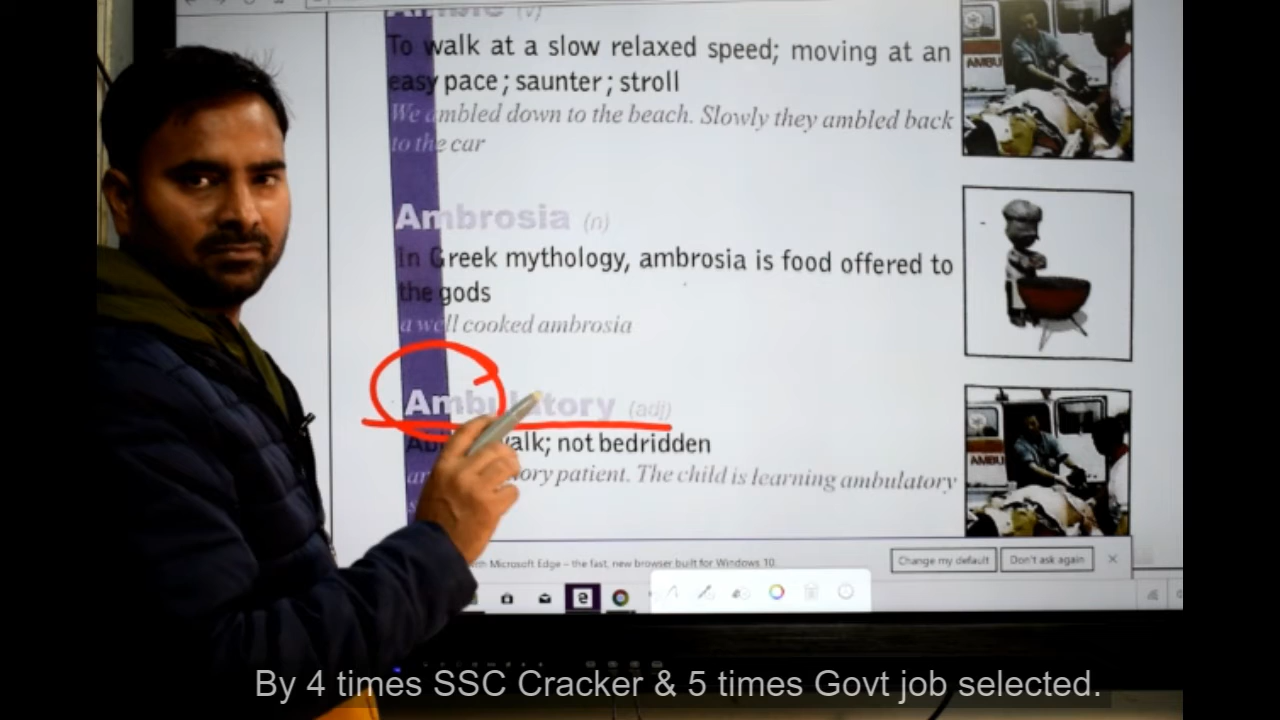 Amble (v)
To walk at a slow relaxed speed; moving at an
easy pace ; saunter ; stroll
We ambled down to the beach. Slowly they ambled back
to the car
AMBU
Ambrosia (n)
In Greek mythology, ambrosia is food offered to
the gods
a well cooked ambrosia
Ambulatory (adj)
walk; not bedridden
patient. The child is learning ambulatory
AMBU
Microsoft Edge – the fast, new browser built for Windows 10.
Change my default
Don't ask again
By 4 times SSC Cracker & 5 times Govt job selected.